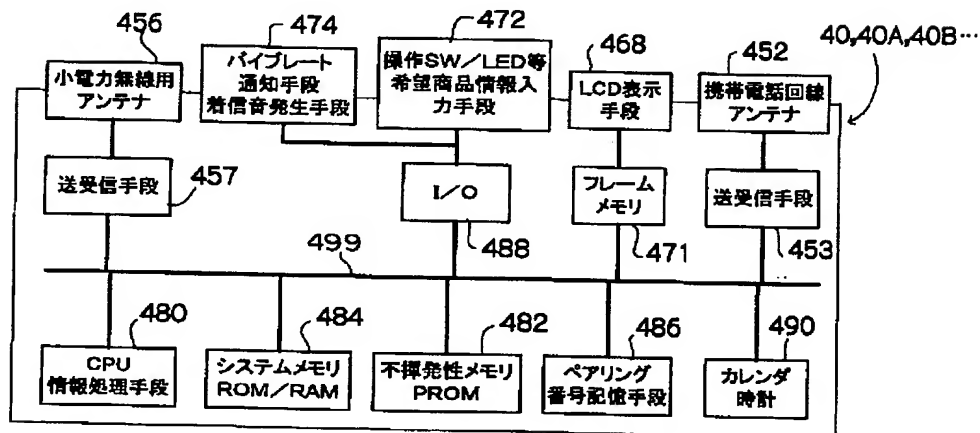 456
474
472
468
452
40,40A,40B…
小電力無線用
アンテナ
バイブレート
通知手段
着信音発生手段
操作SW/LED等
希望商品情報入
力手段
LCD表示
手段
携帯電話回線
アンテナ
送受信手段
457
I/O
488
フレーム
メモリ
471
送受信手段
453
499
480
484
482
486
490
CPU
情報処理手段
システムメモリ
ROM/RAM
不揮発性メモリ
PROM
ペアリング
番号記憶手段
カレンダ
時計